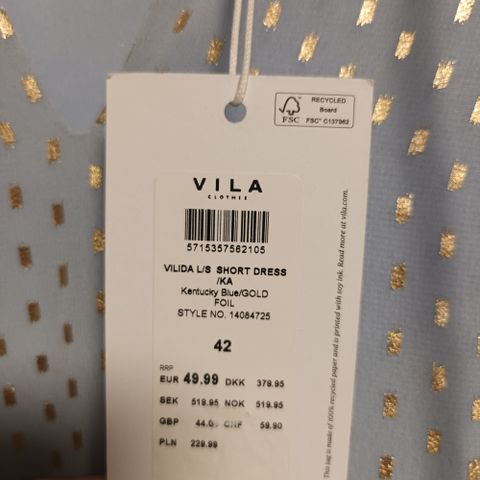 RECYCLED
Board
FSC
FSC® C137962
VILA
CLOTHES
5715357562105
VILIDA L/S SHORT DRESS
/KA
Kentucky Blue/GOLD
FOIL
STYLE NO. 14084725
42
RRP
EUR 49.99 DKK 379.95
SEK 519.95 NOK 519.95
GBP CHF 59.90
PLN 229.99
This tag is made of 100% recycled paper and is printed with soy ink. Read more at vila.com.